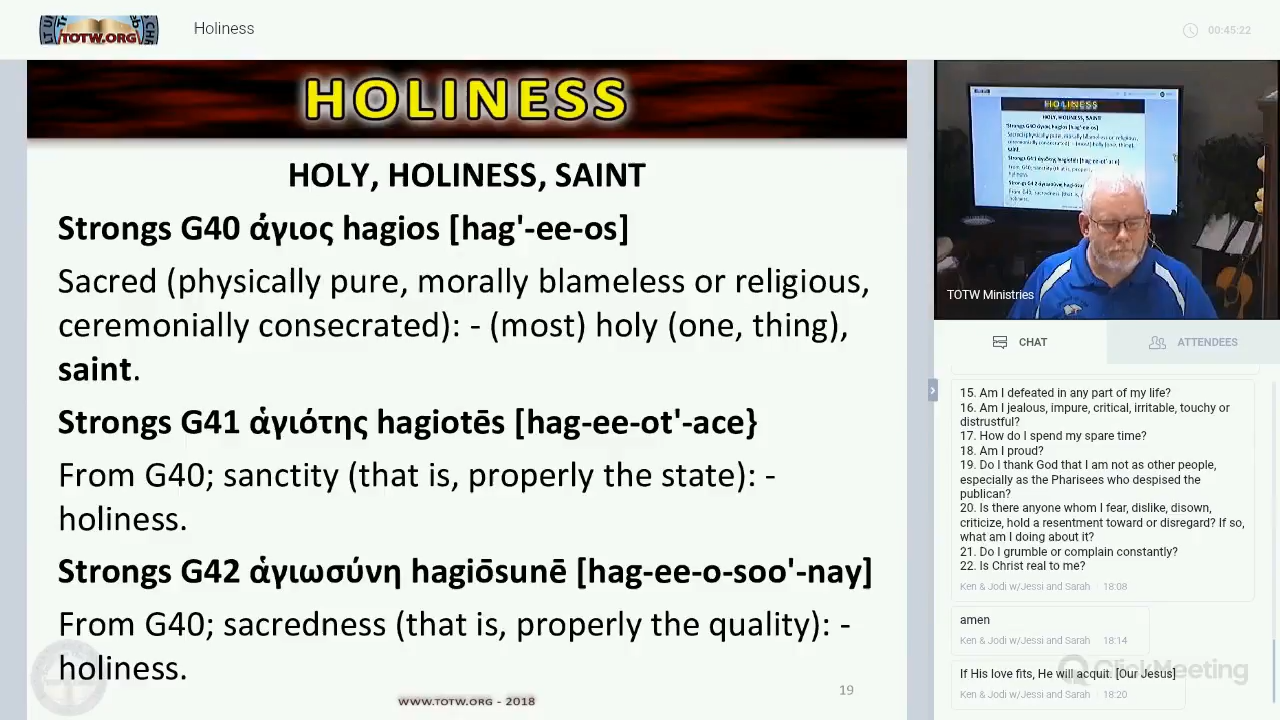 TOTW.ORG
Holiness
00:45:22
HOLINESS
HOLY, HOLINESS, SAINT
Strongs G40 ἁγιος hagios [hag'-ee-os]
Sacred (physically pure, morally blameless or religious,
ceremonially consecrated): - (most) holy (one, thing),
saint.
Strongs G41 ἁγιότης hagiotēs [hag-ee-ot'-ace}
From G40; sanctity (that is, properly the state): -
holiness.
Strongs G42 ἁγιωσύνη hagiōsunē [hag-ee-o-soo'-nay]
From G40; sacredness (that is, properly the quality): -
holiness.
WWW.TOTW.ORG - 2018
19
HOLINESS
HOLY, HOLINESS, SAINT
TOTW Ministries
CHAT
ATTENDEES
15. Am I defeated in any part of my life?
16. Am I jealous, impure, critical, irritable, touchy or
distrustful?
17. How do I spend my spare time?
18. Am I proud?
19. Do I thank God that I am not as other people,
especially as the Pharisees who despised the
publican?
20. Is there anyone whom I fear, dislike, disown,
criticize, hold a resentment toward or disregard? If so,
what am I doing about it?
21. Do I grumble or complain constantly?
22. Is Christ real to me?
Ken & Jodi w/Jessi and Sarah 18:08
amen
Ken & Jodi w/Jessi and Sarah 18:14
If His love fits, He will acquit. [Our Jesus]
Ken & Jodi w/Jessi and Sarah 18:20
ClickMeeting